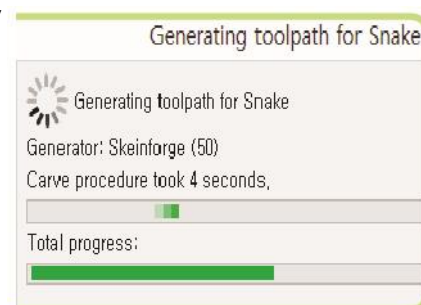 Generating toolpath for Snake
Generating toolpath for Snake
Generator: Skeinforge (50)
Carve procedure took 4 seconds,
Total progress: